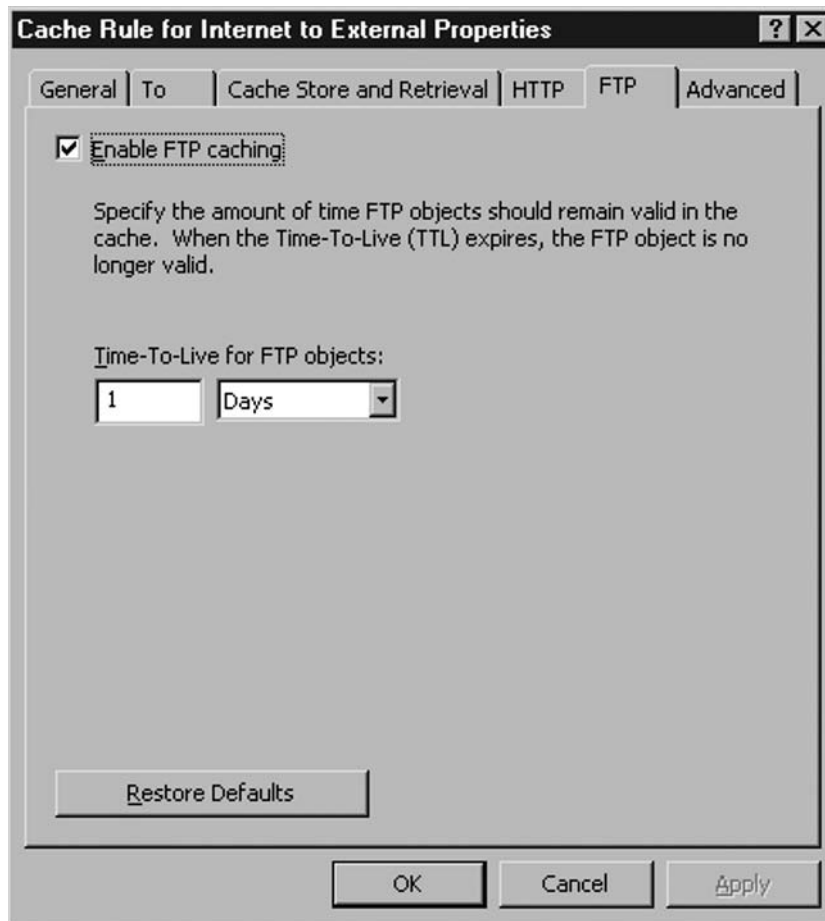 Cache Rule for Internet to External Properties
General To Cache Store and Retrieval HTTP FTP Advanced
Enable FTP caching
Specify the amount of time FTP objects should remain valid in the
cache. When the Time-To-Live (TTL) expires, the FTP object is no
longer valid.
Time-To-Live for FTP objects:
1 Days
Restore Defaults
OK Cancel Apply